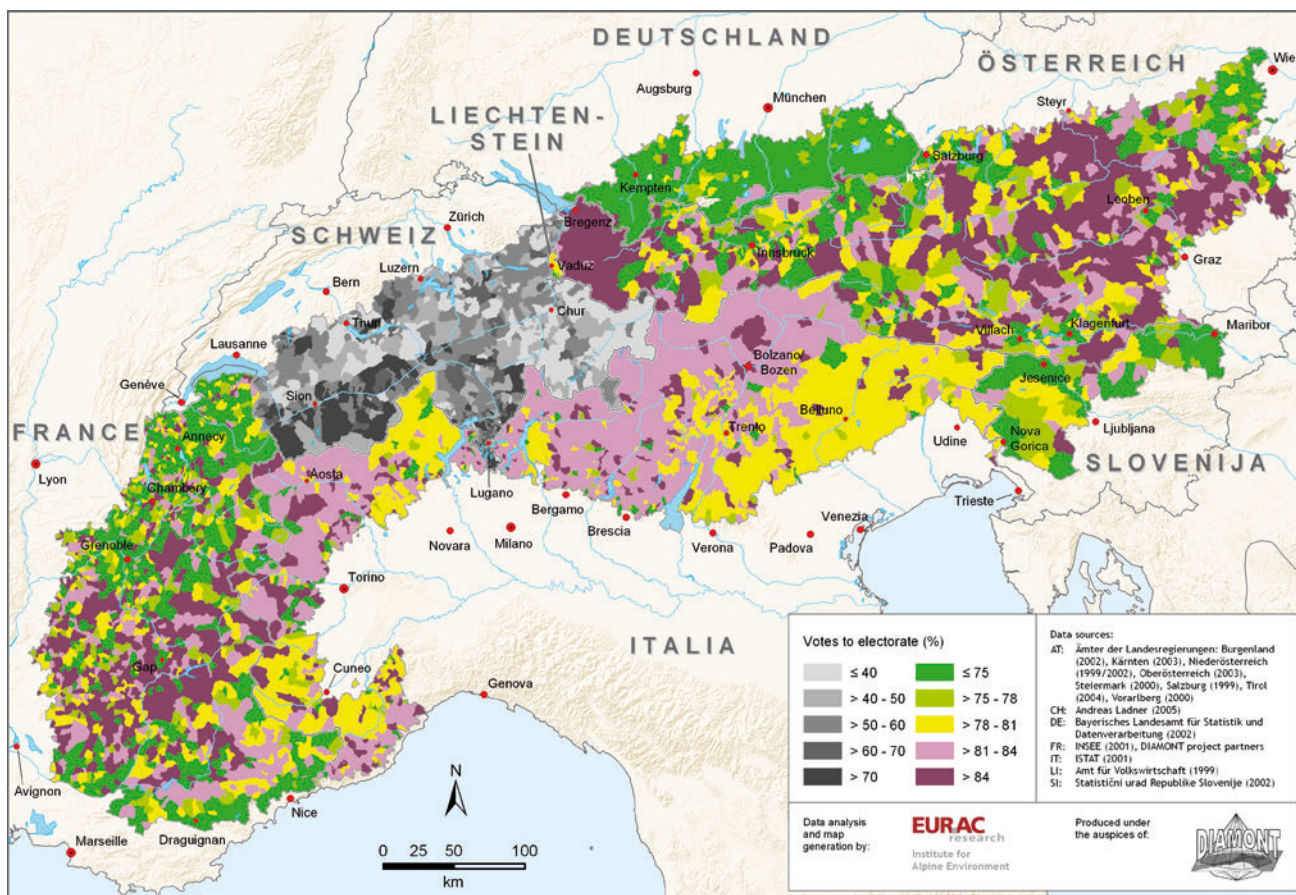 DEUTSCHLAND
ÖSTERREICH
Wie
Augsburg
München
Steyr
LIECHTEN-
STEIN
Salzburg
Kempten
Leoben
Bregenz
Zürich
SCHWEIZ
Innsbruck
Graz
Luzern
Vaduz
Bern
Chur
Thun
Villach
Klagenfurt
Maribor
Lausanne
Bolzano/
Bozen
Jesenice
Genève
Sion
Belluno
FRANCE
Annecy
Trento
Udine
Nova
Gorica
Ljubljana
Lyon
Aosta
SLOVENIJA
Chambéry
Lugano
Trieste
Bergamo
Brescia
Venezia
Grenoble
Novara
Milano
Verona
Padova
Torino
ITALIA
Gap
Cuneo
Genova
Avignon
Nice
Marseille
Draguignan
N
0 25 50 100
km
Votes to electorate (%)
≤ 40
> 40 - 50
> 50 - 60
> 60 - 70
> 70
≤ 75
> 75 - 78
> 78 - 81
> 81 - 84
> 84
Data sources:
AT: Ämter der Landesregierungen: Burgenland
(2002), Kärnten (2003), Niederösterreich
(1999/2002), Oberösterreich (2003),
Steiermark (2000), Salzburg (1999), Tirol
(2004), Vorarlberg (2000)
CH: Andreas Ladner (2005)
DE: Bayerisches Landesamt für Statistik und
Datenverarbeitung (2002)
FR: INSEE (2001), DIAMONT project partners
IT: ISTAT (2001)
LI: Amt für Volkswirtschaft (1999)
SI: Statistični urad Republike Slovenije (2002)
Data analysis
and map
generation by:
EURAC
research
Institute for
Alpine Environment
Produced under
the auspices of:
DIAMONT